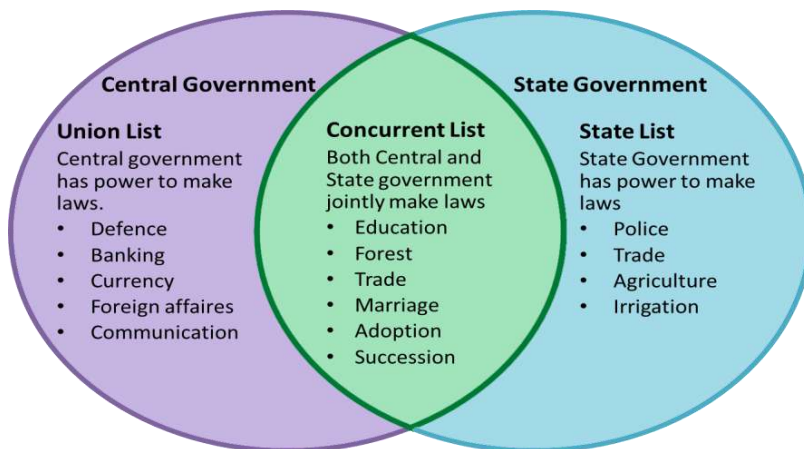 Central Government
Union List
Central government
has power to make
laws.
• Defence
• Banking
• Currency
• Foreign affaires
• Communication
Concurrent List
Both Central and
State government
jointly make laws
• Education
• Forest
• Trade
• Marriage
• Adoption
• Succession
State Government
State List
State Government
has power to make
laws
• Police
• Trade
• Agriculture
• Irrigation